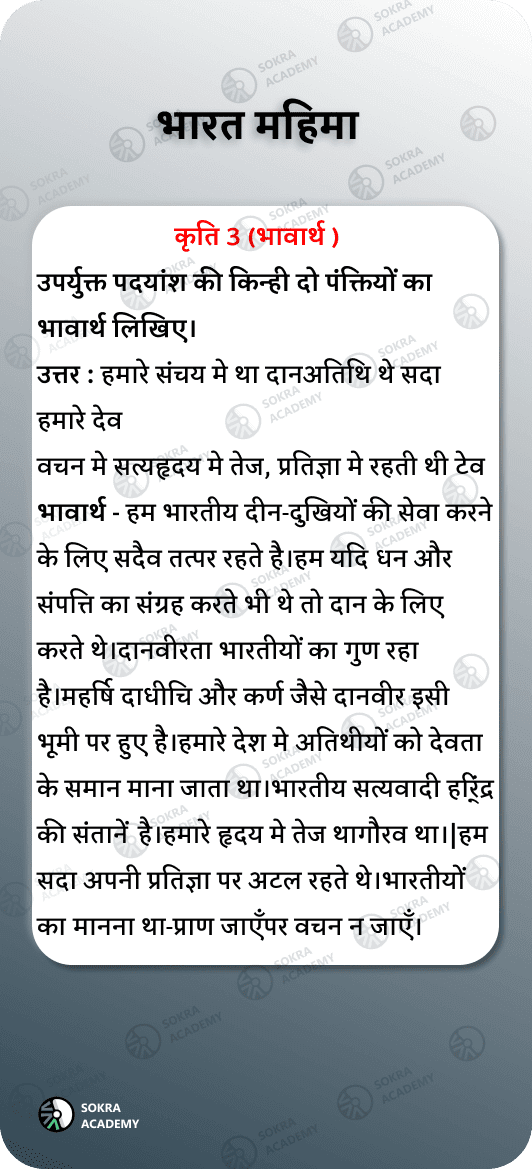 भारत महिमा
कृति 3 (भावार्थ )
उपर्युक्त पदयांश की किन्ही दो पंक्तियों का
भावार्थ लिखिए।
उत्तर : हमारे संचय मे था दानअतिथि थे सदा
हमारे देव
वचन मे सत्यहृदय मे तेज, प्रतिज्ञा मे रहती थी टेव
भावार्थ - हम भारतीय दीन-दुखियों की सेवा करने
के लिए सदैव तत्पर रहते है।हम यदि धन और
संपत्ति का संग्रह करते भी थे तो दान के लिए
करते थे।दानवीरता भारतीयों का गुण रहा
है।महर्षि दाधीचि और कर्ण जैसे दानवीर इसी
भूमी पर हुए है।हमारे देश मे अतिथीयों को देवता
के समान माना जाता था।भारतीय सत्यवादी
की संतानें है।हमारे हृदय मे तेज थागौरव था।|हम
सदा अपनी प्रतिज्ञा पर अटल रहते थे।भारतीयों
का मानना था-प्राण जाएँपर वचन न जाएँ।
SOKRA
ACADEMY